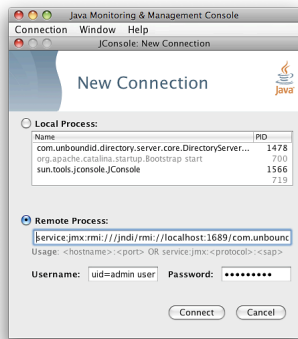 Java Monitoring & Management Console
Connection Window Help
JConsole: New Connection
New Connection
Java
Local Process:
Name PID
com.unboundid.directory.server.core.DirectoryServer... 1478
org.apache.catalina.startup.Bootstrap start 700
sun.tools.jconsole.JConsole 1566
719
Remote Process:
service:jmx:rmi:///jndi/rmi://localhost:1689/com.unbounc
Usage: <hostname>:<port> OR service:jmx:<protocol>:<sap>
Username: uid=admin user Password: •••••••••
Connect Cancel